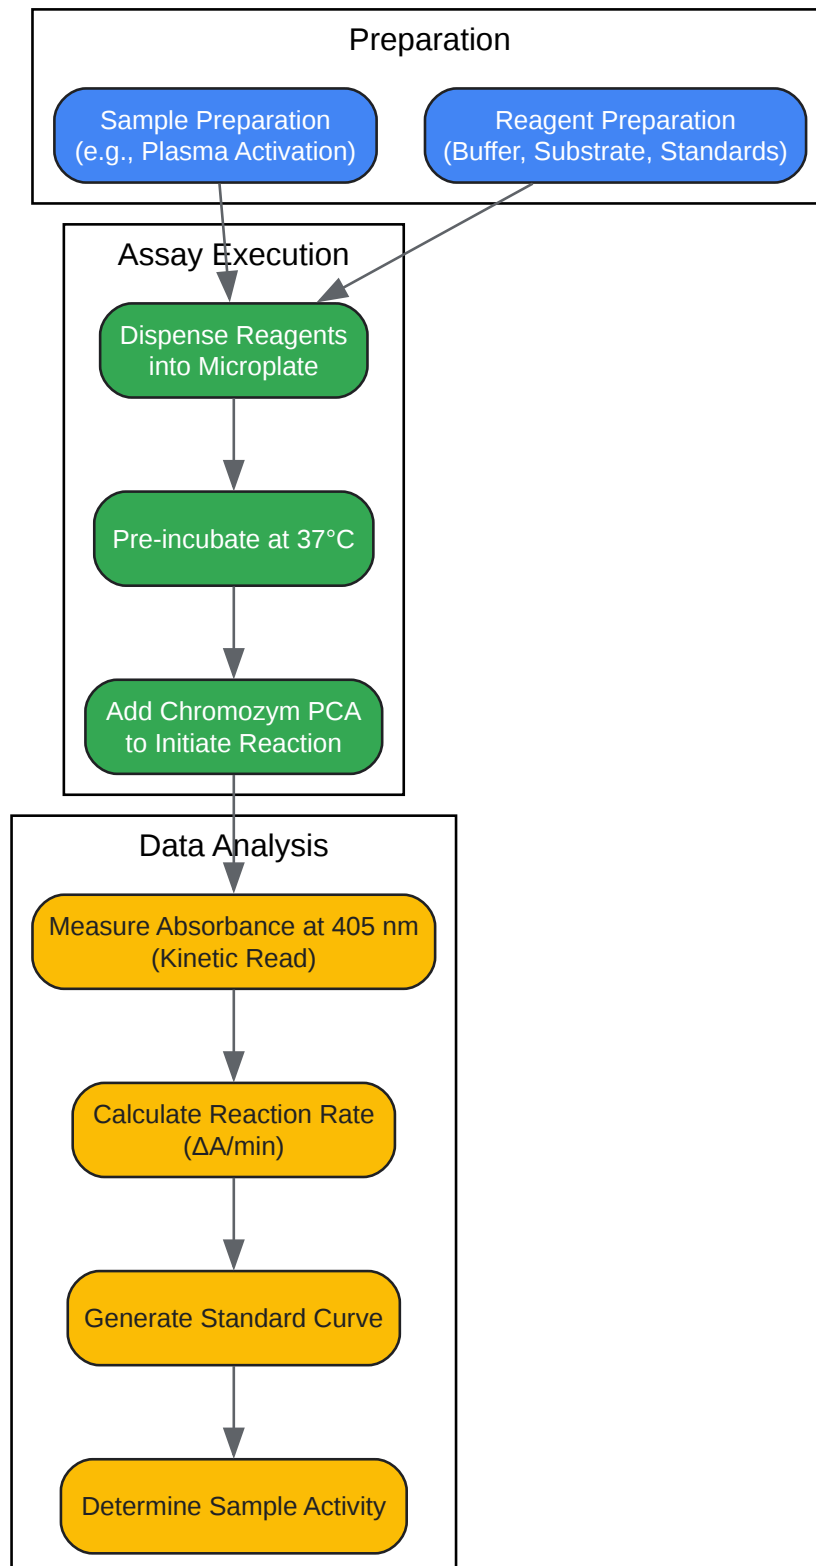 Preparation
Sample Preparation
(e.g., Plasma Activation)
Reagent Preparation
(Buffer, Substrate, Standards)
Assay Execution
Dispense Reagents
into Microplate
Pre-incubate at 37°C
Add Chromozym PCA
to Initiate Reaction
Data Analysis
Measure Absorbance at 405 nm
(Kinetic Read)
Calculate Reaction Rate
(ΔA/min)
Generate Standard Curve
Determine Sample Activity